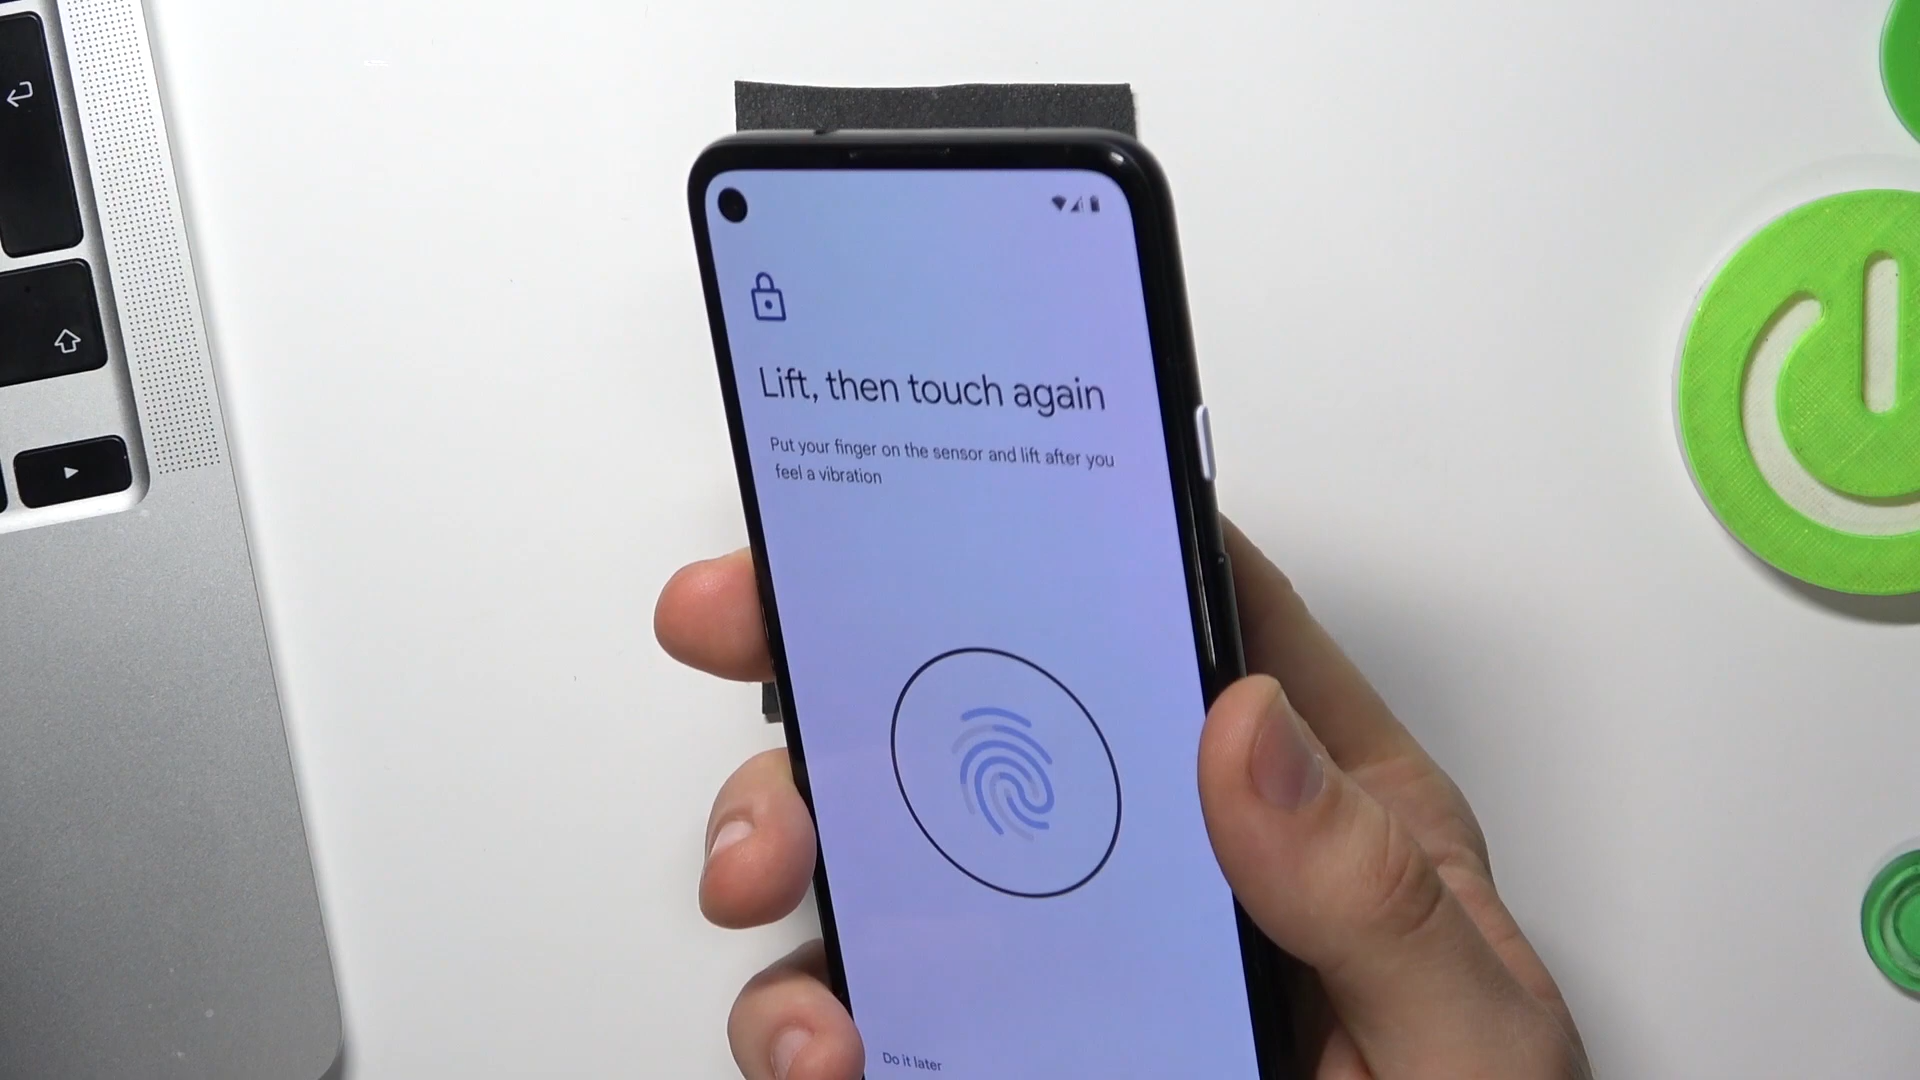 Lift, then touch again
Put your finger on the sensor and lift after you
feel a vibration
Do it later